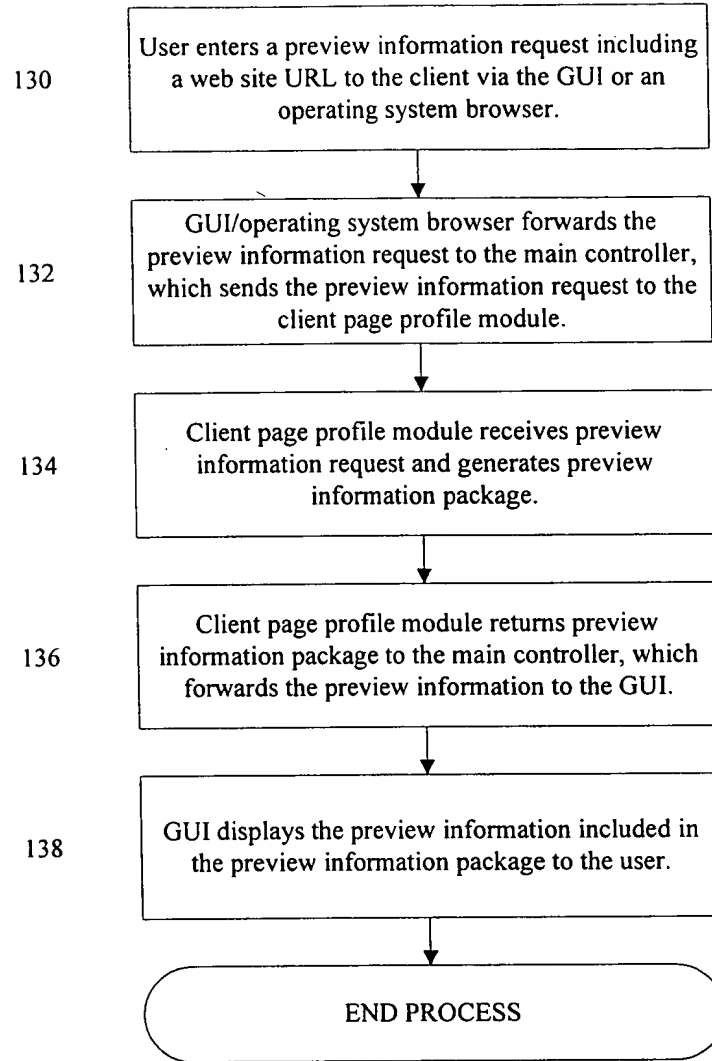 User enters a preview information request including
130
a web site URL to the client via the GUI or an
operating system browser.
GUI/operating system browser forwards the
preview information request to the main controller,
132
which sends the preview information request to the
client page profile module.
Client page profile module receives preview
134
information request and generates preview
information package.
Client page profile module returns preview
136
information package to the main controller, which
forwards the preview information to the GUI.
GUI displays the preview information included in
138
the preview information package to the user.
END PROCESS